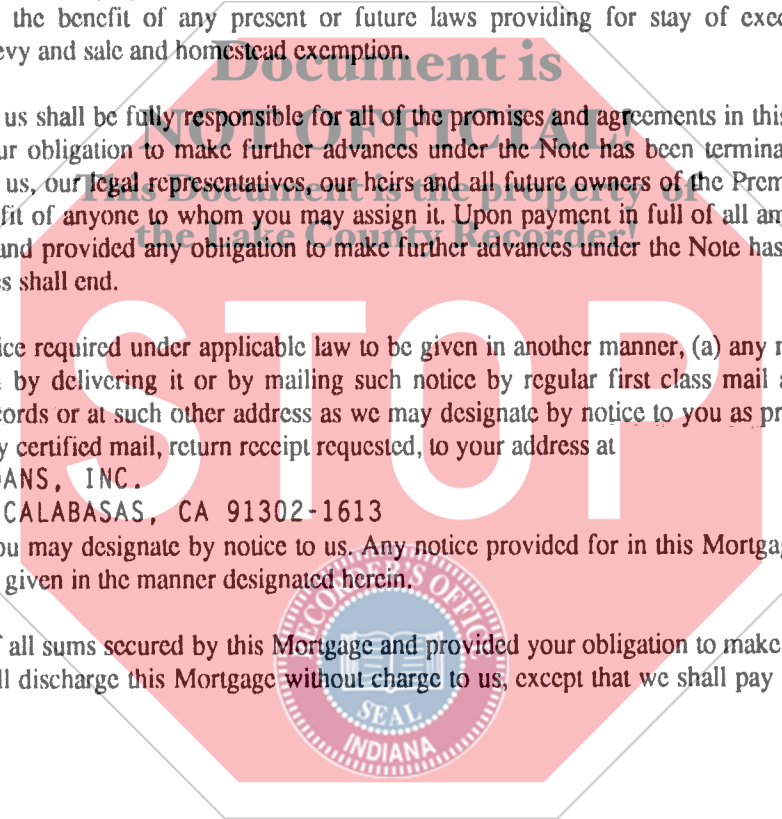 the benefit of any present or future laws providing for stay of exec
evy and sale and homestead exemption.
Document is
us shall be fully responsible for all of the promises and agreements in this
NOT OFFICIAL!
ur obligation to make further advances under the Note has been termina
This Document is the property of
us, our legal representatives, our heirs and all future owners of the Prem
fit of anyone to whom you may assign it. Upon payment in full of all am
the Lake County Recorder!
and provided any obligation to make further advances under the Note has
s shall end.
ice required under applicable law to be given in another manner, (a) any n
by delivering it or by mailing such notice by regular first class mail a
cords or at such other address as we may designate by notice to you as pr
y certified mail, return receipt requested, to your address at
STOP
OANS, INC.
CALABASAS, CA 91302-1613
ou may designate by notice to us. Any notice provided for in this Mortgag
given in the manner designated herein.
f all sums secured by this Mortgage and provided your obligation to make
ll discharge this Mortgage without charge to us, except that we shall pay
RECORDER'S OFFIC
SEAL
INDIANA